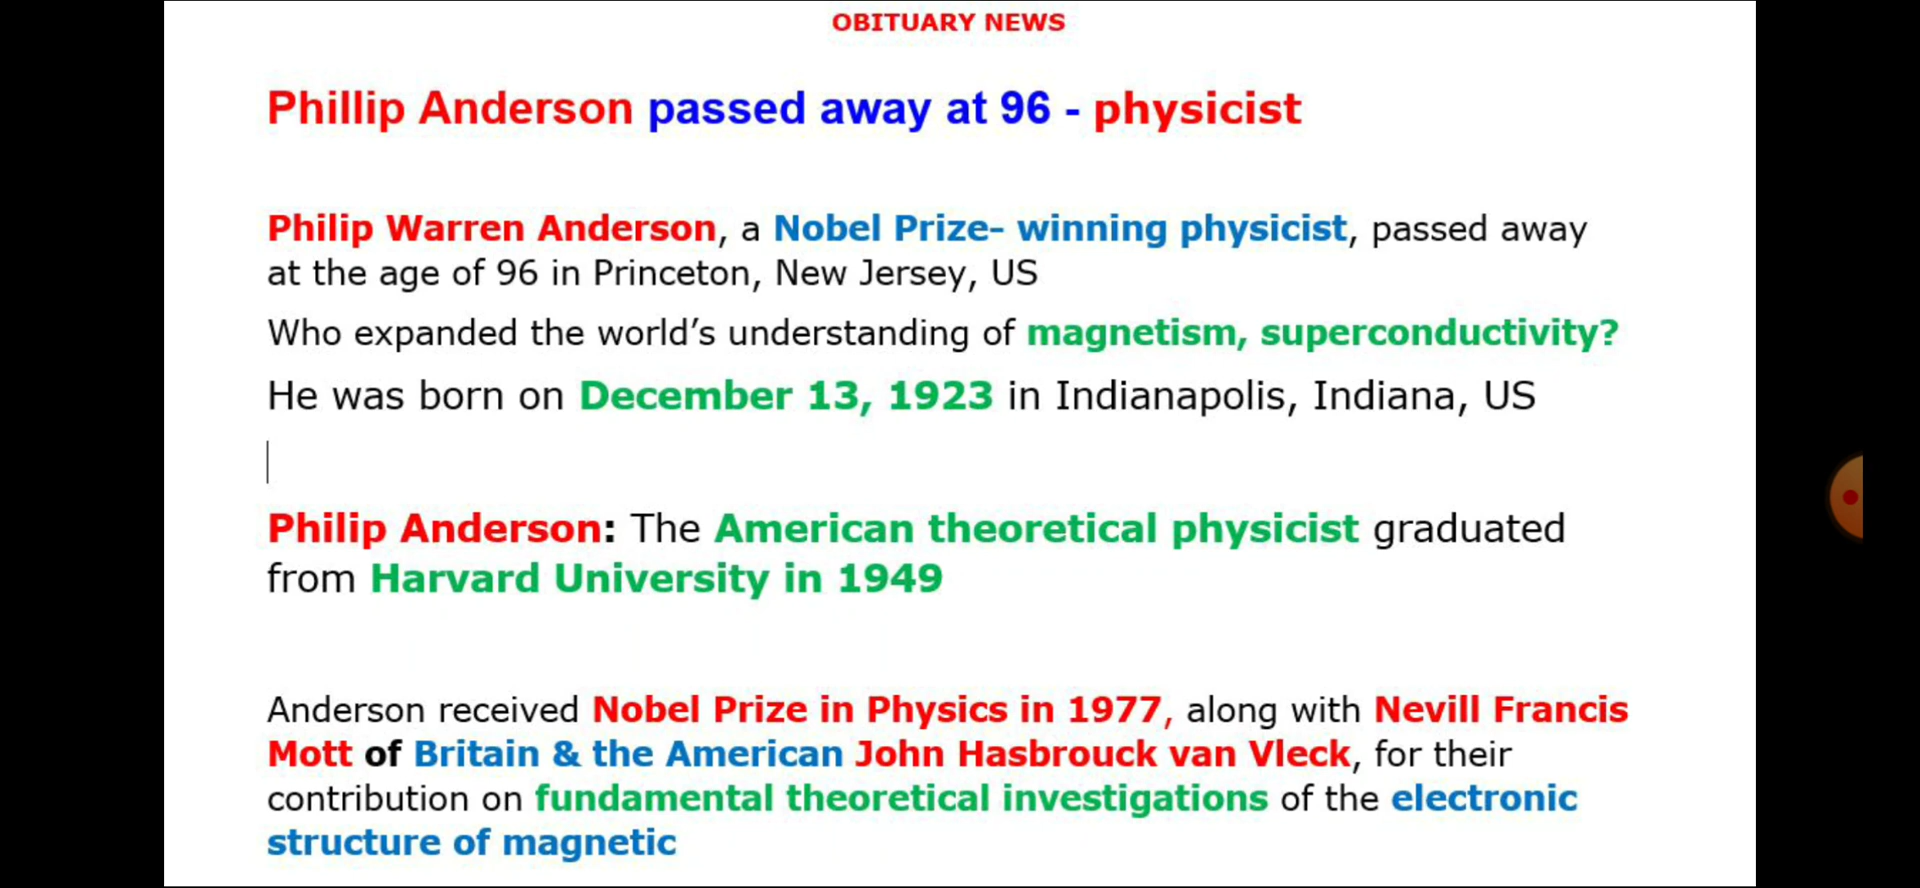 OBITUARY NEWS
Phillip Anderson passed away at 96 - physicist
Philip Warren Anderson, a Nobel Prize- winning physicist, passed away
at the age of 96 in Princeton, New Jersey, US
Who expanded the world’s understanding of magnetism, superconductivity?
He was born on December 13, 1923 in Indianapolis, Indiana, US
Philip Anderson: The American theoretical physicist graduated
from Harvard University in 1949
Anderson received Nobel Prize in Physics in 1977, along with Nevill Francis
Mott of Britain & the American John Hasbrouck van Vleck, for their
contribution on fundamental theoretical investigations of the electronic
structure of magnetic